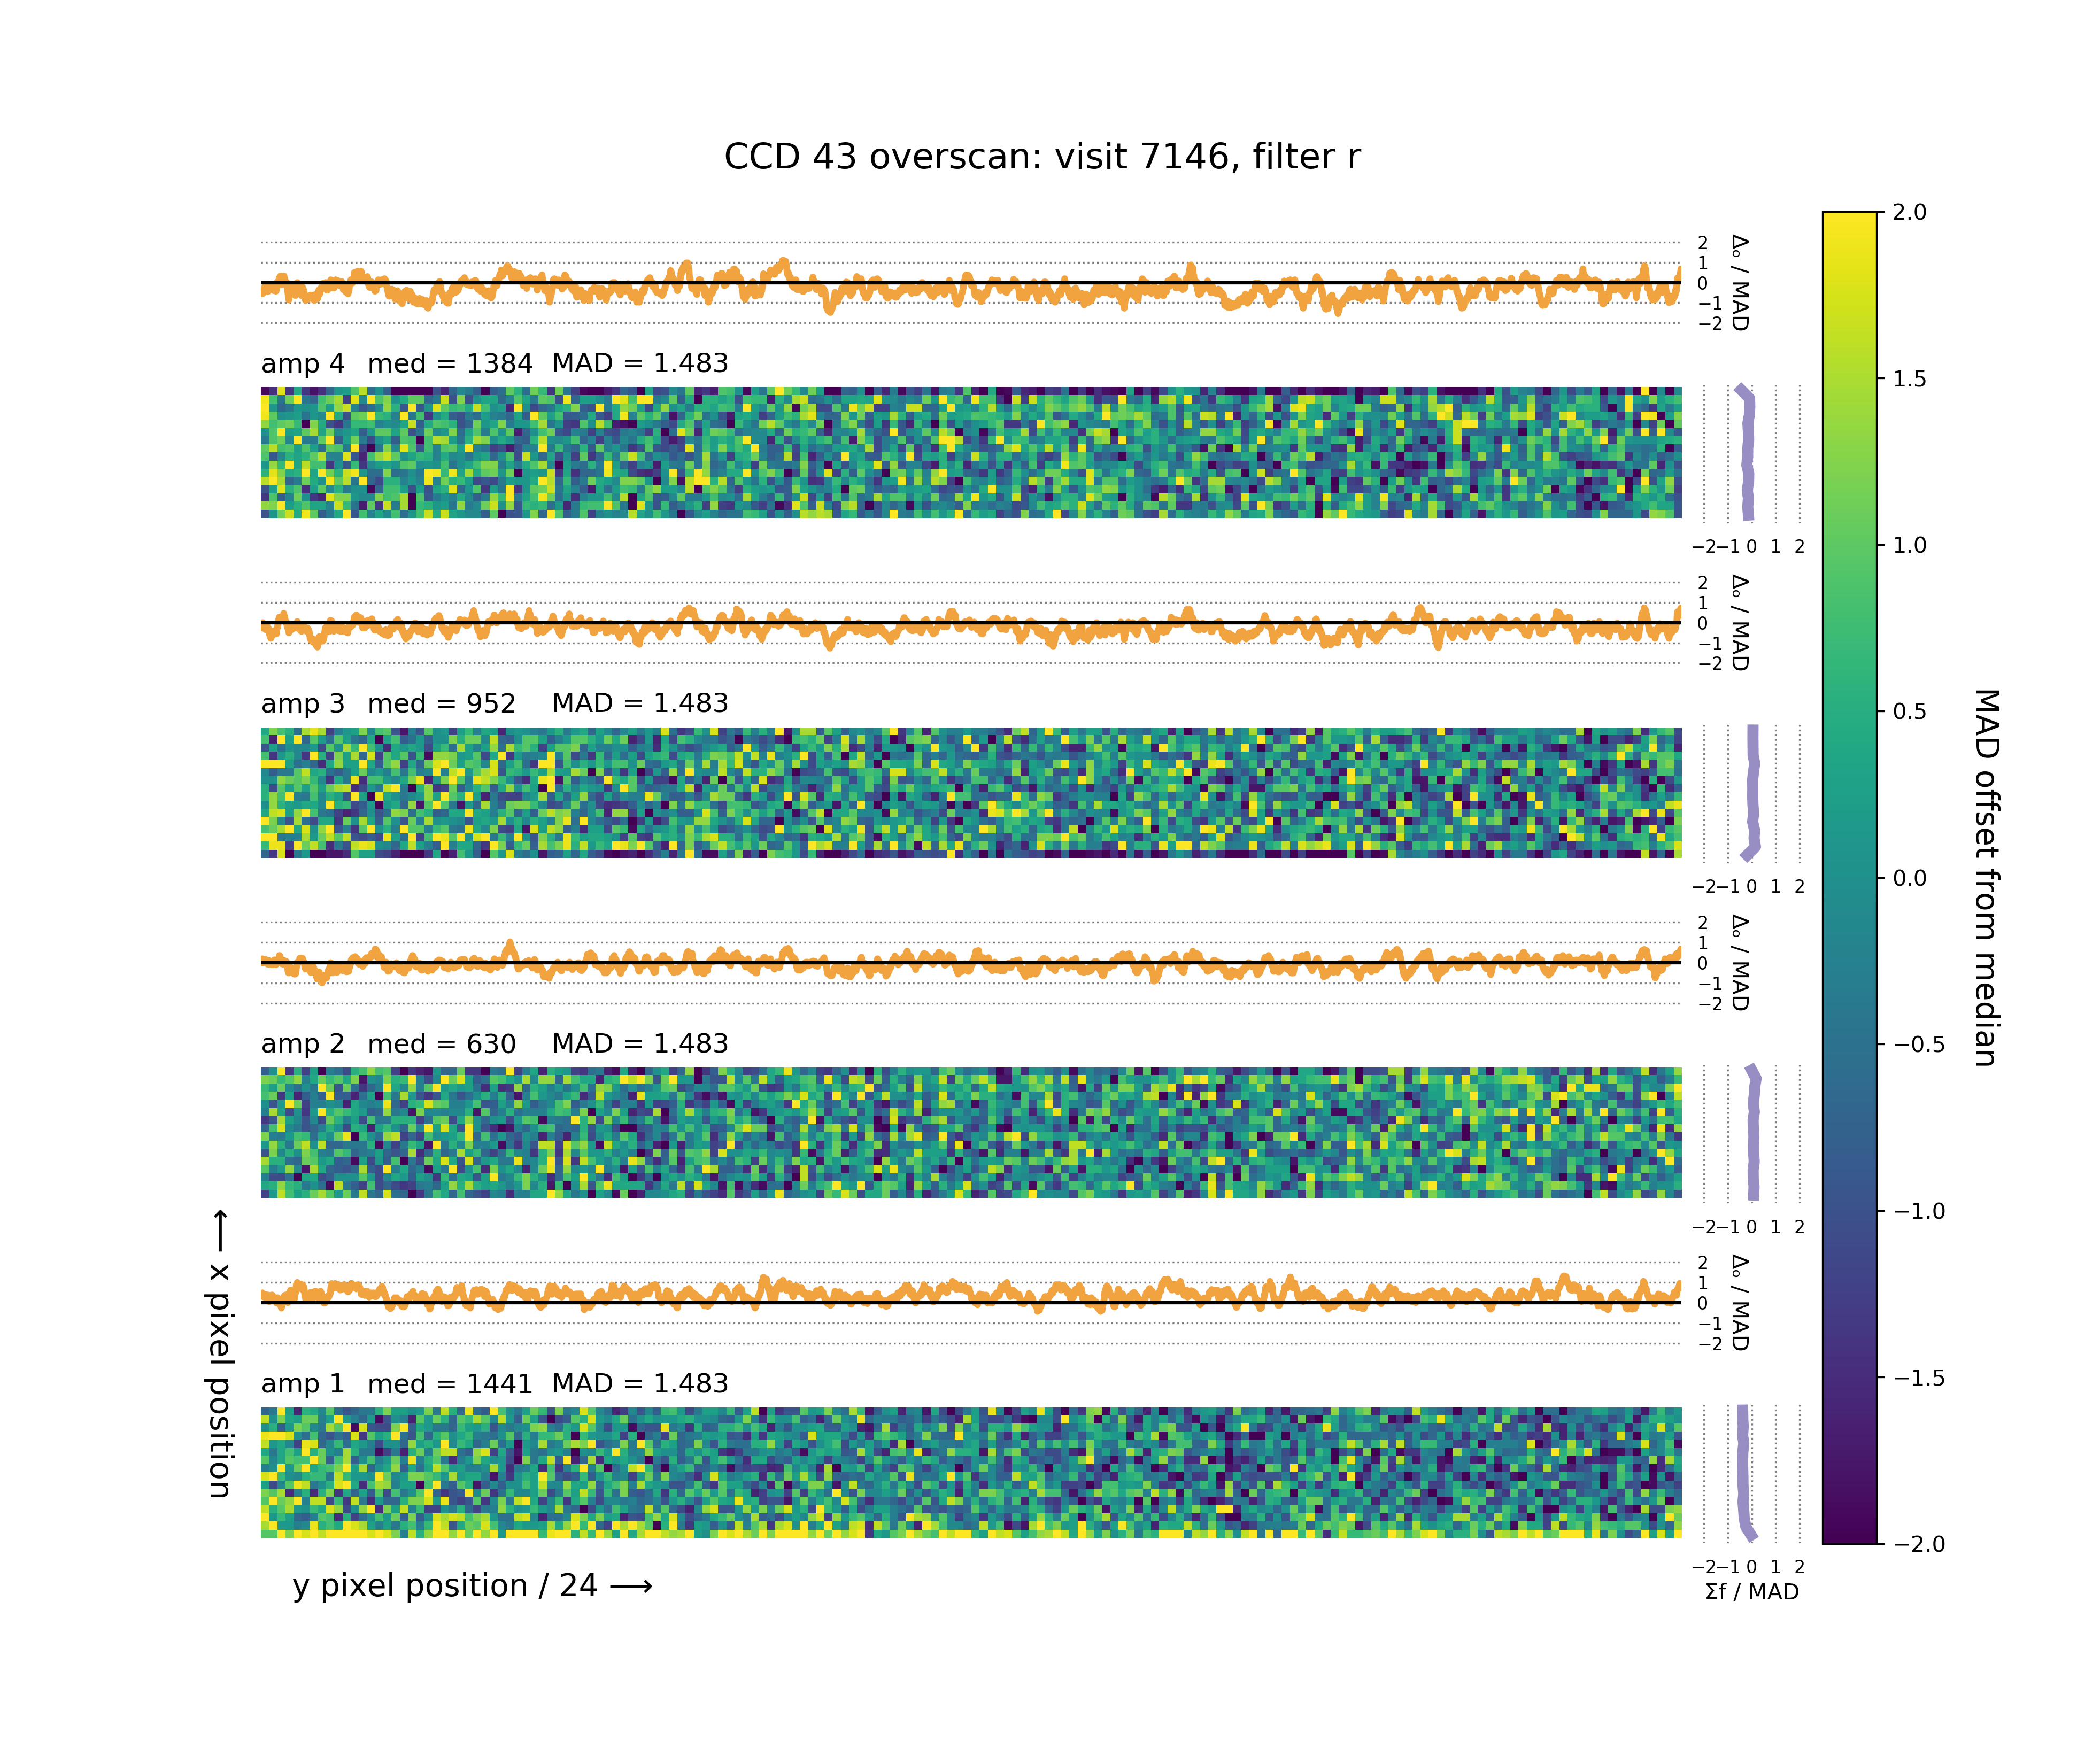 CCD 43 overscan: visit 7146, filter r
2
1
0
−1
−2
Δₒ / MAD
amp 4 med = 1384 MAD = 1.483
−2 −1 0 1 2
2
1
0
−1
−2
Δₒ / MAD
amp 3 med = 952 MAD = 1.483
−2 −1 0 1 2
2
1
0
−1
−2
Δₒ / MAD
amp 2 med = 630 MAD = 1.483
−2 −1 0 1 2
2
1
0
−1
−2
Δₒ / MAD
amp 1 med = 1441 MAD = 1.483
−2 −1 0 1 2
Σf / MAD
⟵ x pixel position
y pixel position / 24 ⟶
2.0
1.5
1.0
0.5
0.0
−0.5
−1.0
−1.5
−2.0
MAD offset from median